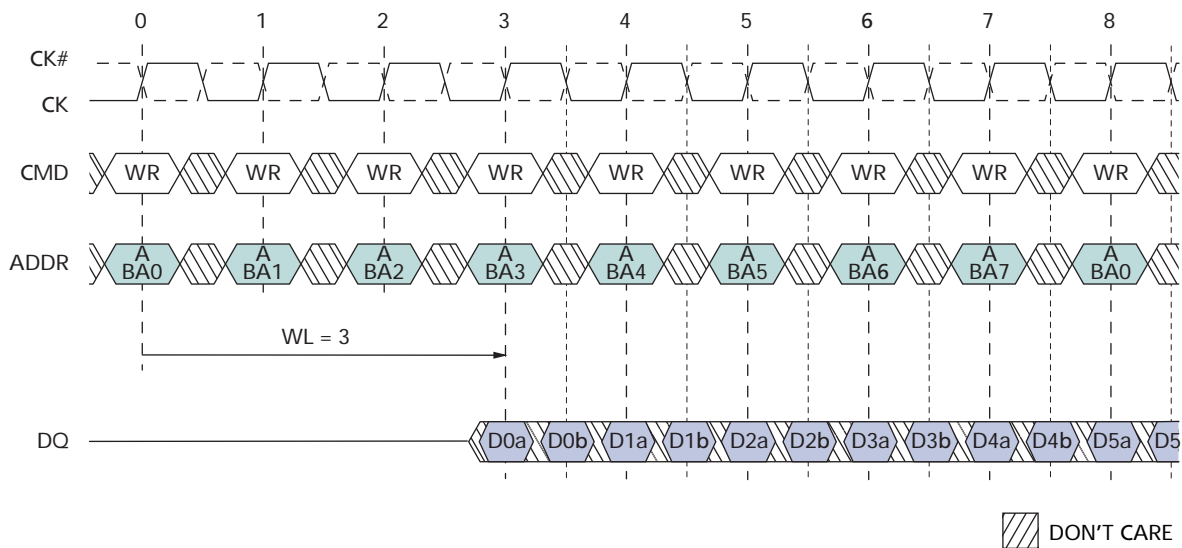 0 1 2 3 4 5 6 7 8
CK#
CK
CMD WR WR WR WR WR WR WR WR WR
ADDR A BA0 A BA1 A BA2 A BA3 A BA4 A BA5 A BA6 A BA7 A BA0
WL = 3
DQ D0a D0b D1a D1b D2a D2b D3a D3b D4a D4b D5a D5
DON'T CARE